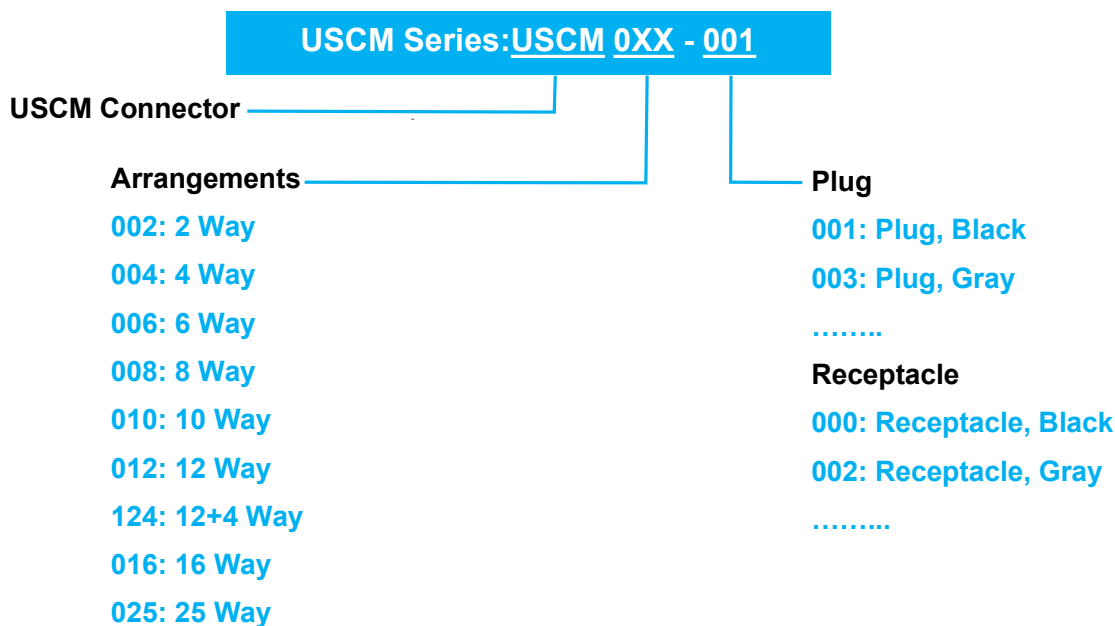 USCM Series:USCM 0XX - 001
USCM Connector
Arrangements
002: 2 Way
004: 4 Way
006: 6 Way
008: 8 Way
010: 10 Way
012: 12 Way
124: 12+4 Way
016: 16 Way
025: 25 Way
Plug
001: Plug, Black
003: Plug, Gray
……..
Receptacle
000: Receptacle, Black
002: Receptacle, Gray
……...